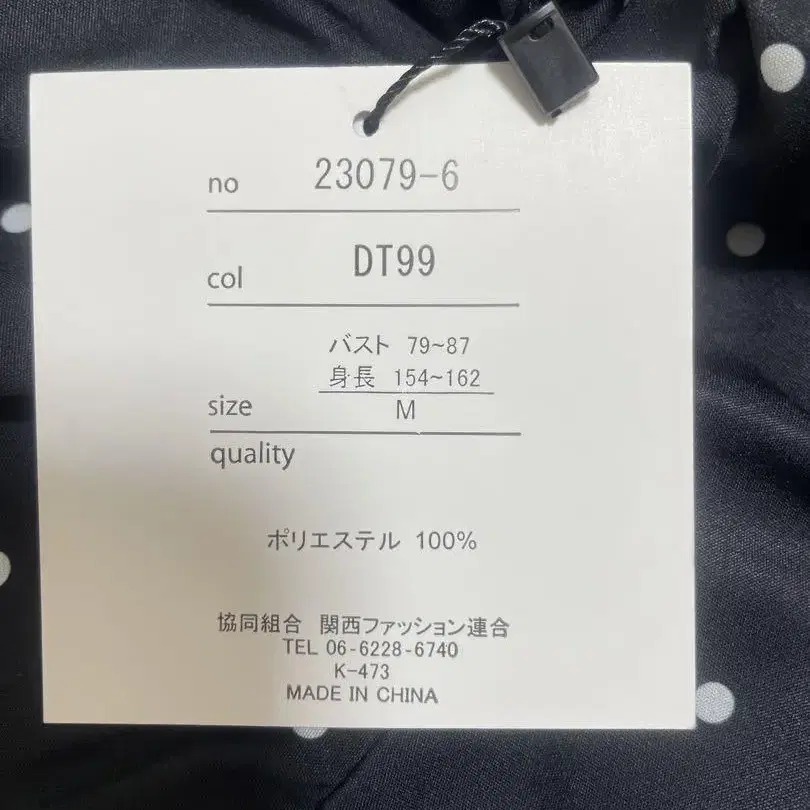 no 23079-6
col DT99
バスト 79~87
身長 154~162
size M
quality
ポリエステル 100%
協同組合 関西ファッション連合
TEL 06-6228-6740
K-473
MADE IN CHINA